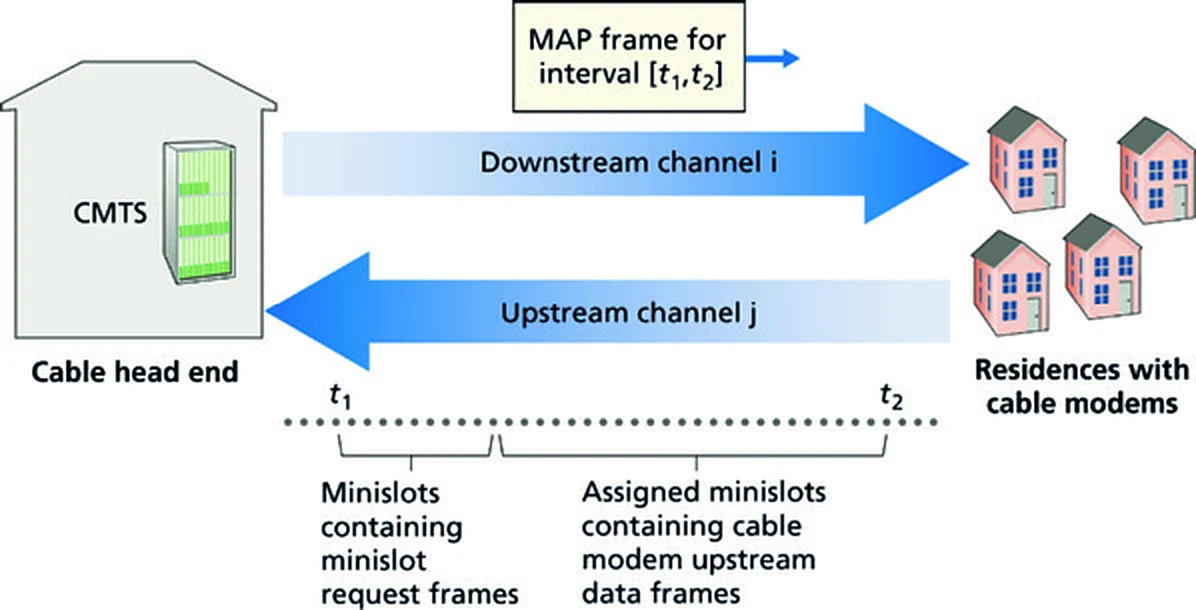 MAP frame for
interval [t1,t2]
Downstream channel i
CMTS
Upstream channel j
Cable head end
Residences with
cable modems
t1
t2
Minislots
containing
minislot
request frames
Assigned minislots
containing cable
modem upstream
data frames